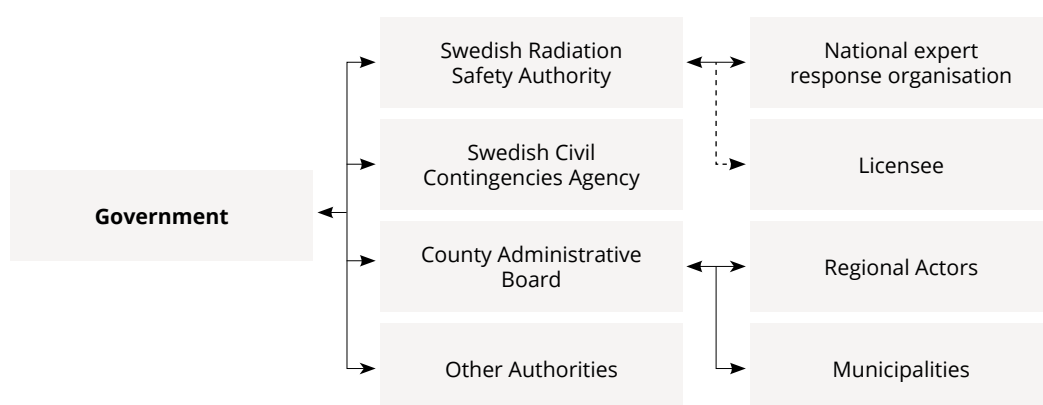 Government
Swedish Radiation
Safety Authority
Swedish Civil
Contingencies Agency
County Administrative
Board
Other Authorities
National expert
response organisation
Licensee
Regional Actors
Municipalities